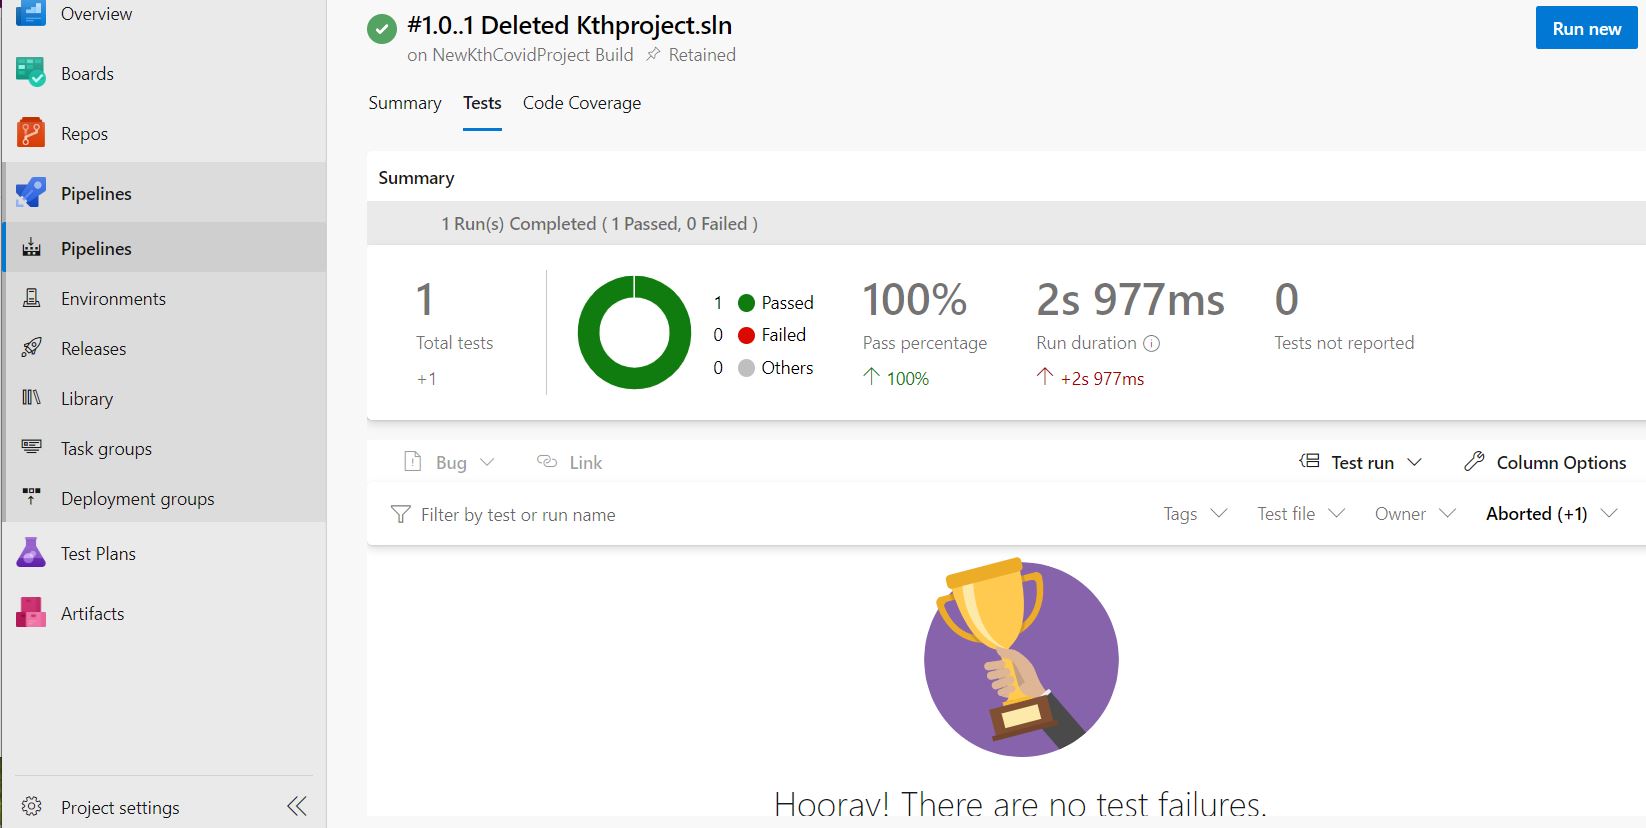 Overview
Boards
Repos
Pipelines
Pipelines
Environments
Releases
Library
Task groups
Deployment groups
Test Plans
Artifacts
Project settings
#1.0..1 Deleted Kthproject.sln
on NewKthCovidProject Build Retained
Run new
Summary Tests Code Coverage
Summary
1 Run(s) Completed ( 1 Passed, 0 Failed )
1
Total tests
+1
1 Passed
0 Failed
0 Others
100%
Pass percentage
100%
2s 977ms
Run duration
+2s 977ms
0
Tests not reported
Bug Link Test run Column Options
Filter by test or run name Tags Test file Owner Aborted (+1)
Hooray! There are no test failures.